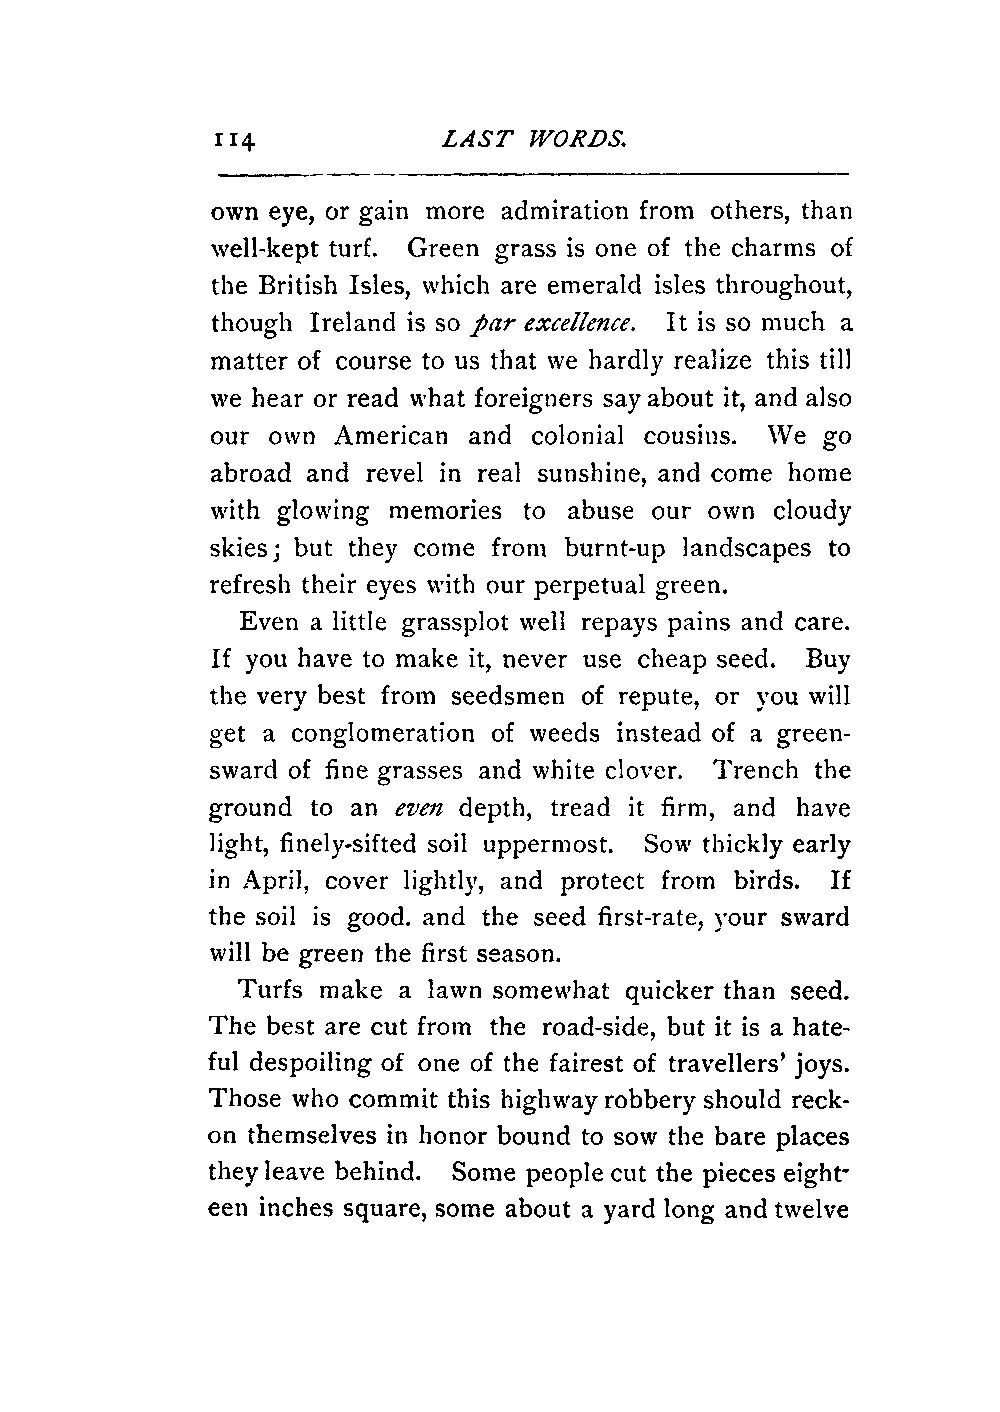 114 LAST WORDS.
own eye, or gain more admiration from others, than
well-kept turf. Green grass is one of the charms of
the British Isles, which are emerald isles throughout,
though Ireland is so par excellence. It is so much a
matter of course to us that we hardly realize this till
we hear or read what foreigners say about it, and also
our own American and colonial cousins. We go
abroad and revel in real sunshine, and come home
with glowing memories to abuse our own cloudy
skies; but they come from burnt-up landscapes to
refresh their eyes with our perpetual green.
Even a little grassplot well repays pains and care.
If you have to make it, never use cheap seed. Buy
the very best from seedsmen of repute, or you will
get a conglomeration of weeds instead of a green-
sward of fine grasses and white clover. Trench the
ground to an even depth, tread it firm, and have
light, finely-sifted soil uppermost. Sow thickly early
in April, cover lightly, and protect from birds. If
the soil is good. and the seed first-rate, your sward
will be green the first season.
Turfs make a lawn somewhat quicker than seed.
The best are cut from the road-side, but it is a hate-
ful despoiling of one of the fairest of travellers' joys.
Those who commit this highway robbery should reck-
on themselves in honor bound to sow the bare places
they leave behind. Some people cut the pieces eight-
een inches square, some about a yard long and twelve